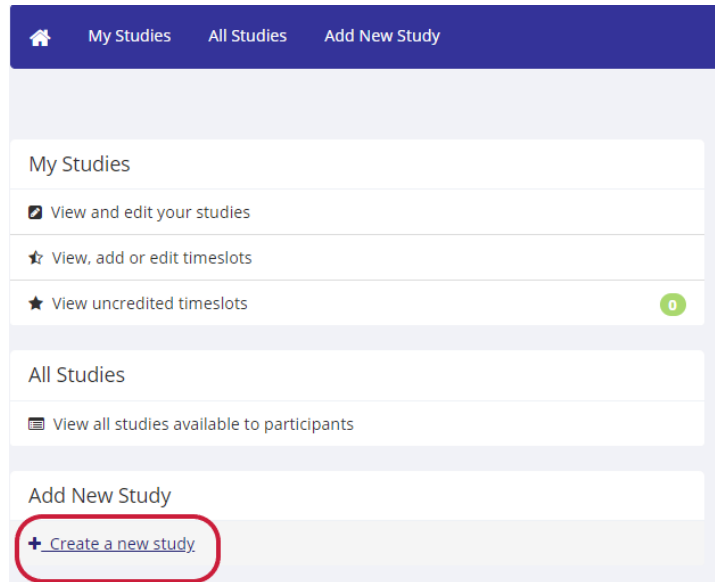 My Studies All Studies Add New Study
My Studies
View and edit your studies
View, add or edit timeslots
View uncredited timeslots 0
All Studies
View all studies available to participants
Add New Study
Create a new study